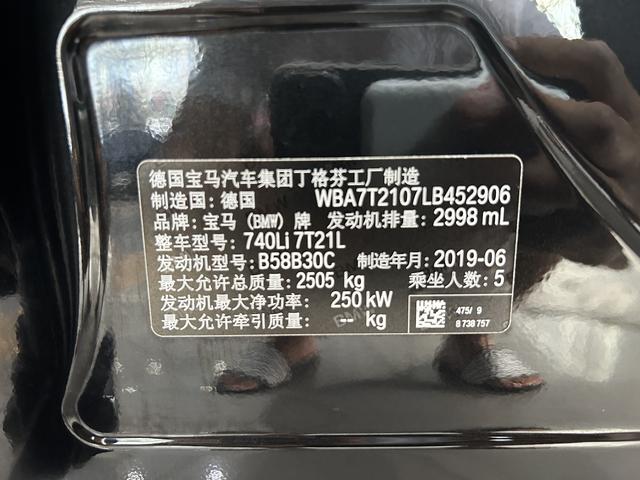 德国宝马汽车集团丁格芬工厂制造
制造国: 德国 WBA7T2107LB452906
品牌: 宝马 (BMW) 牌 发动机排量: 2998 mL
整车型号: 740Li 7T21L
发动机型号: B58B30C 制造年月: 2019-06
最大允许总质量: 2505 kg 乘坐人数: 5
发动机最大净功率: 250 kW
最大允许牵引质量: -- kg
475/ 9
8 738 757